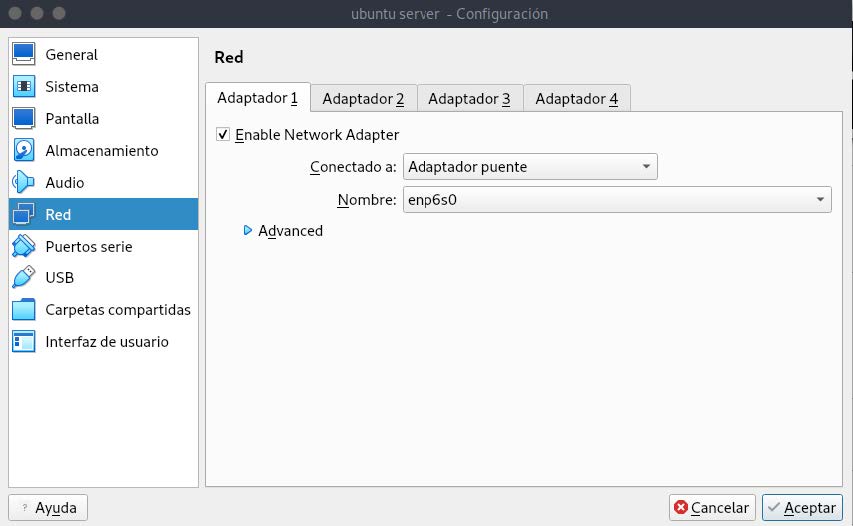 ubuntu server - Configuración
General
Sistema
Pantalla
Almacenamiento
Audio
Red
Puertos serie
USB
Carpetas compartidas
Interfaz de usuario
Red
Adaptador 1 Adaptador 2 Adaptador 3 Adaptador 4
Enable Network Adapter
Conectado a: Adaptador puente
Nombre: enp6s0
Advanced
? Ayuda Cancelar Aceptar